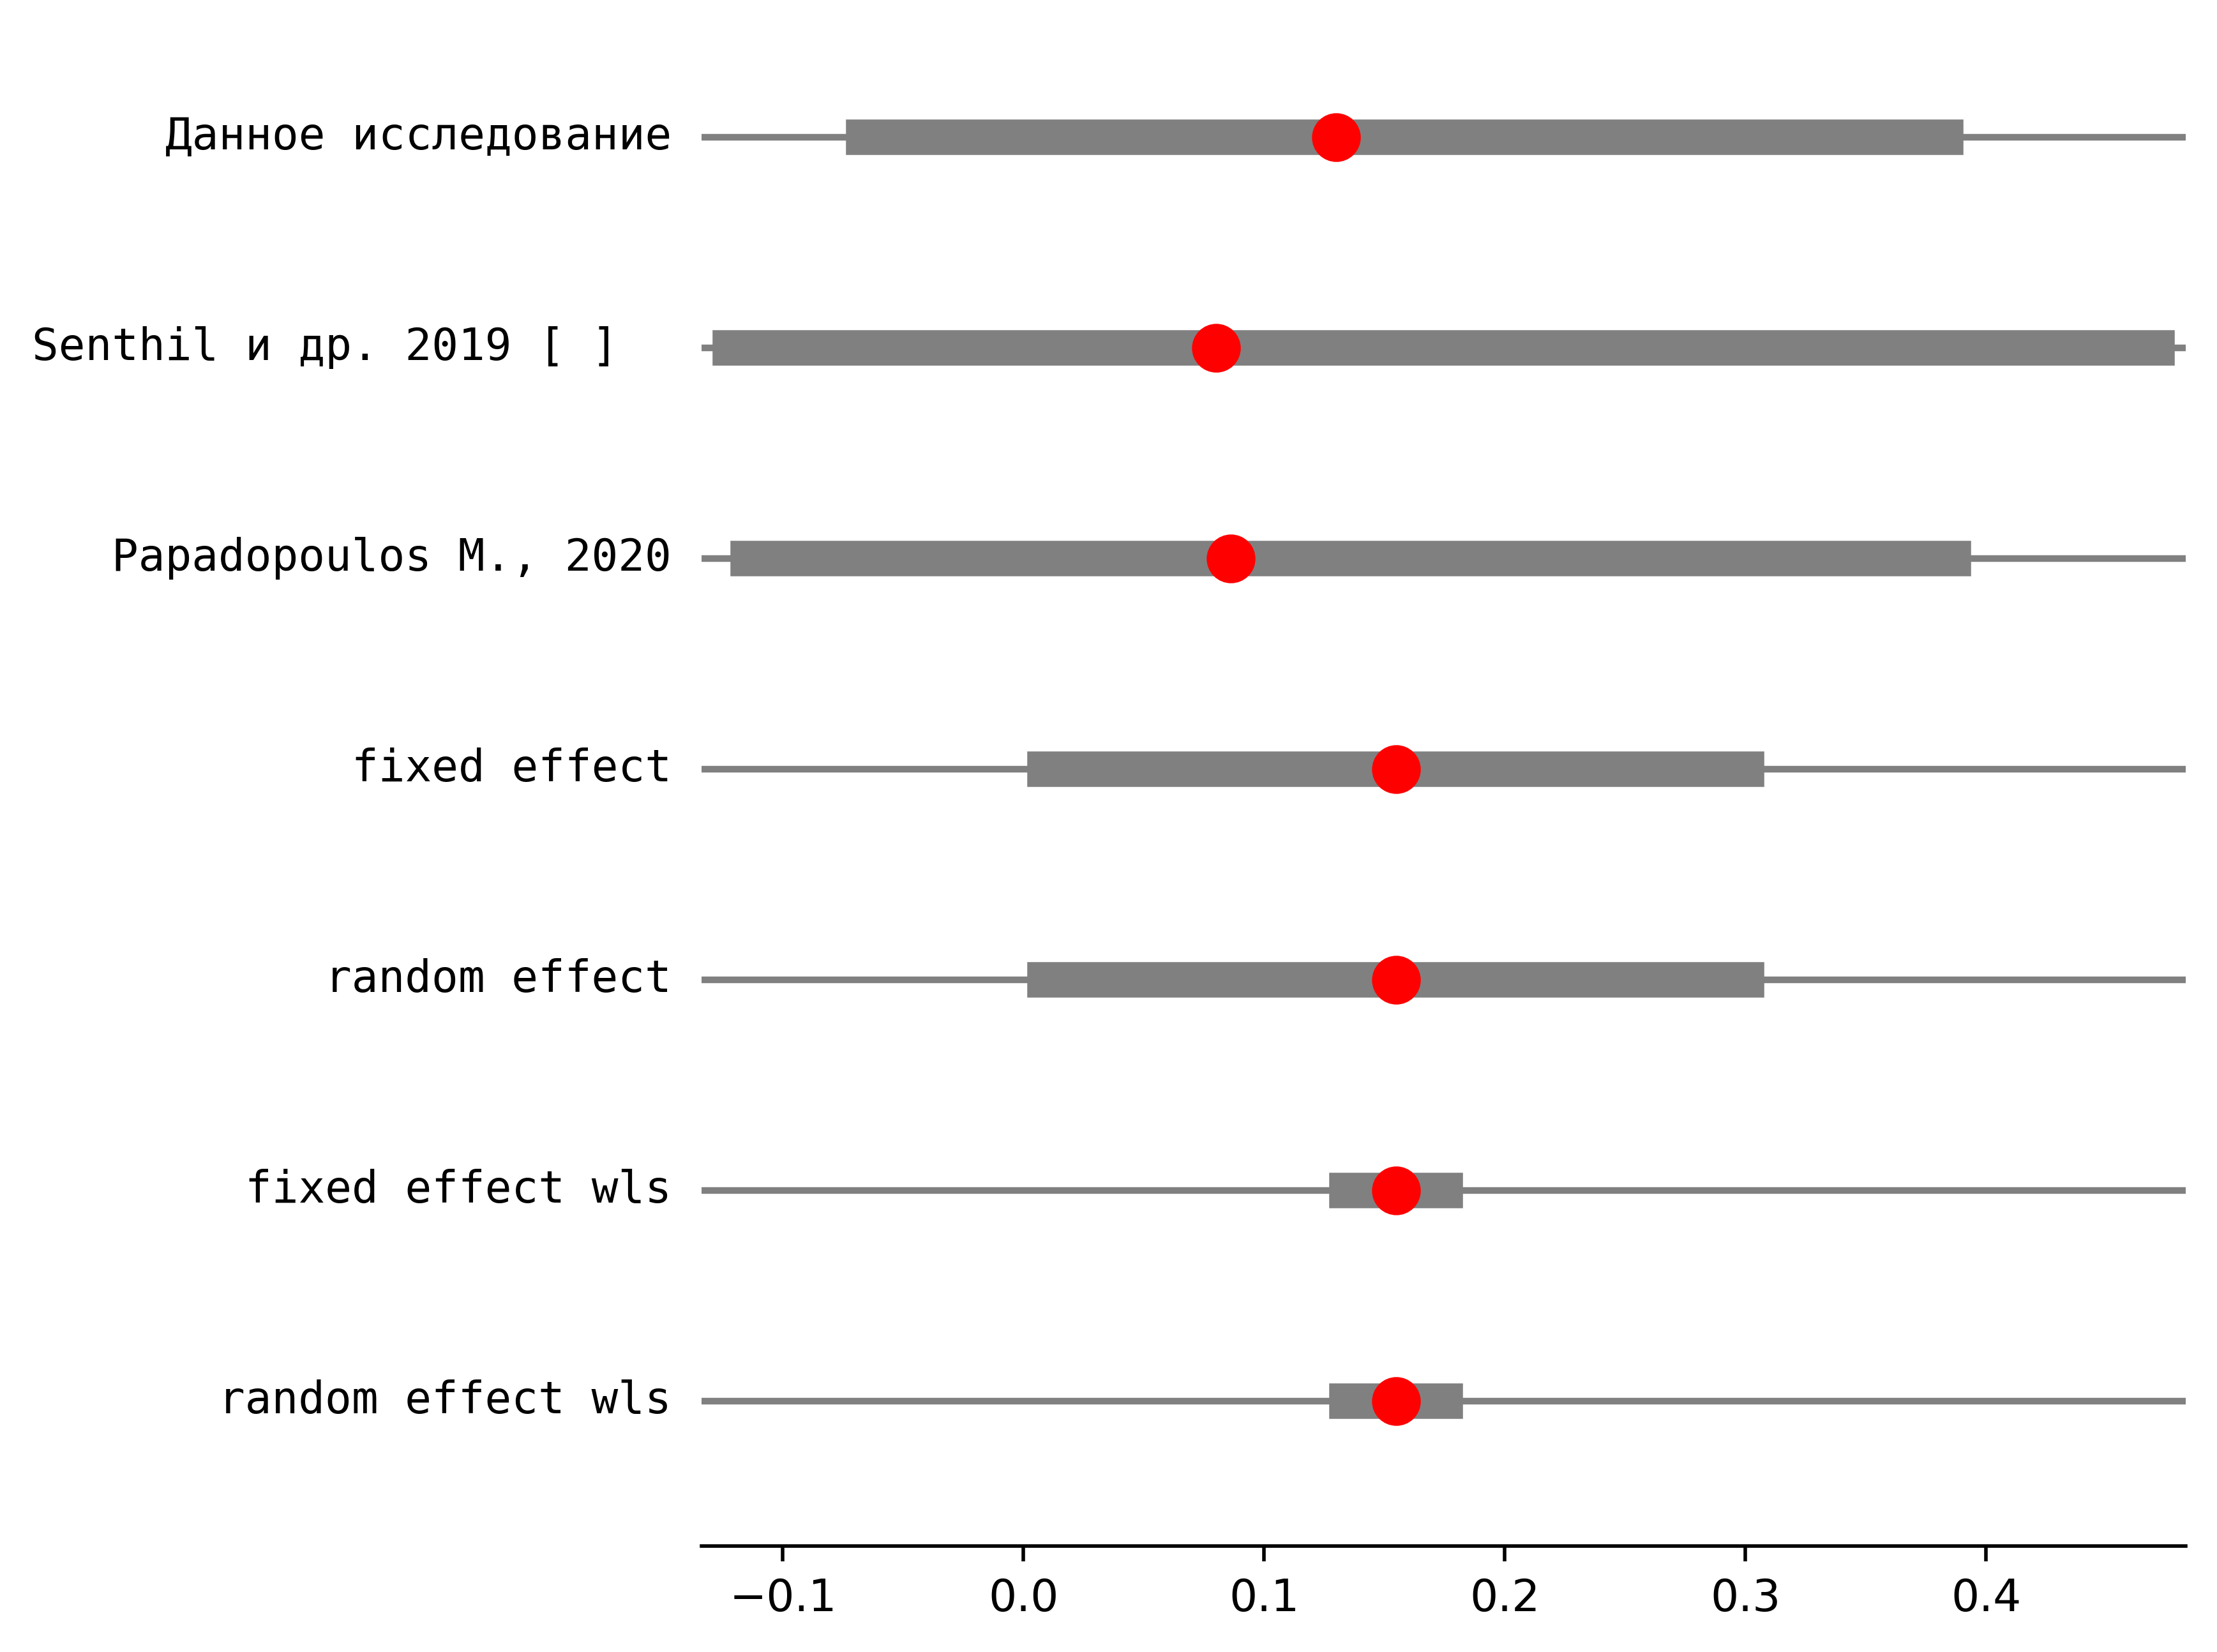 Данное исследование
Senthil и др. 2019 [ ]
Papadopoulos M., 2020
fixed effect
random effect
fixed effect wls
random effect wls
−0.1 0.0 0.1 0.2 0.3 0.4